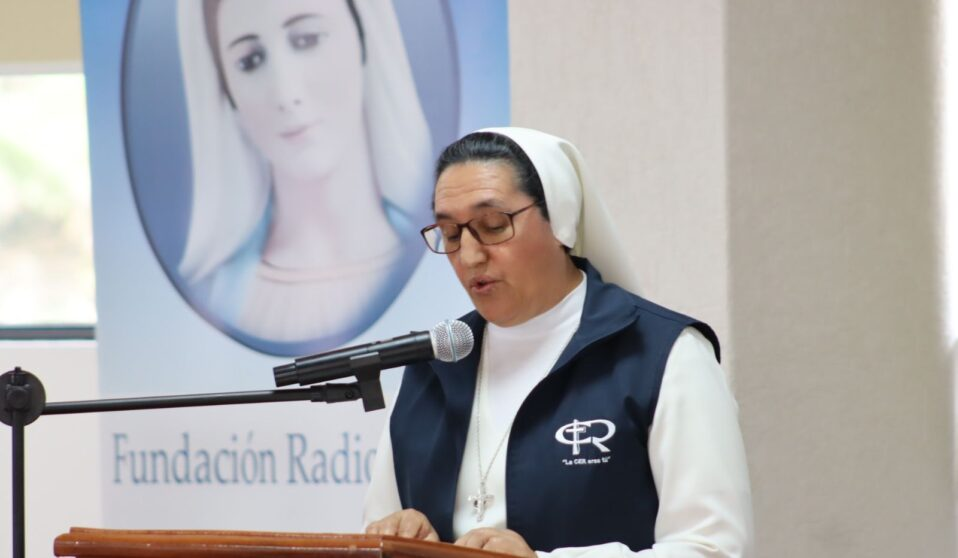 Fundación Radio
CR
"La CER eres tú"